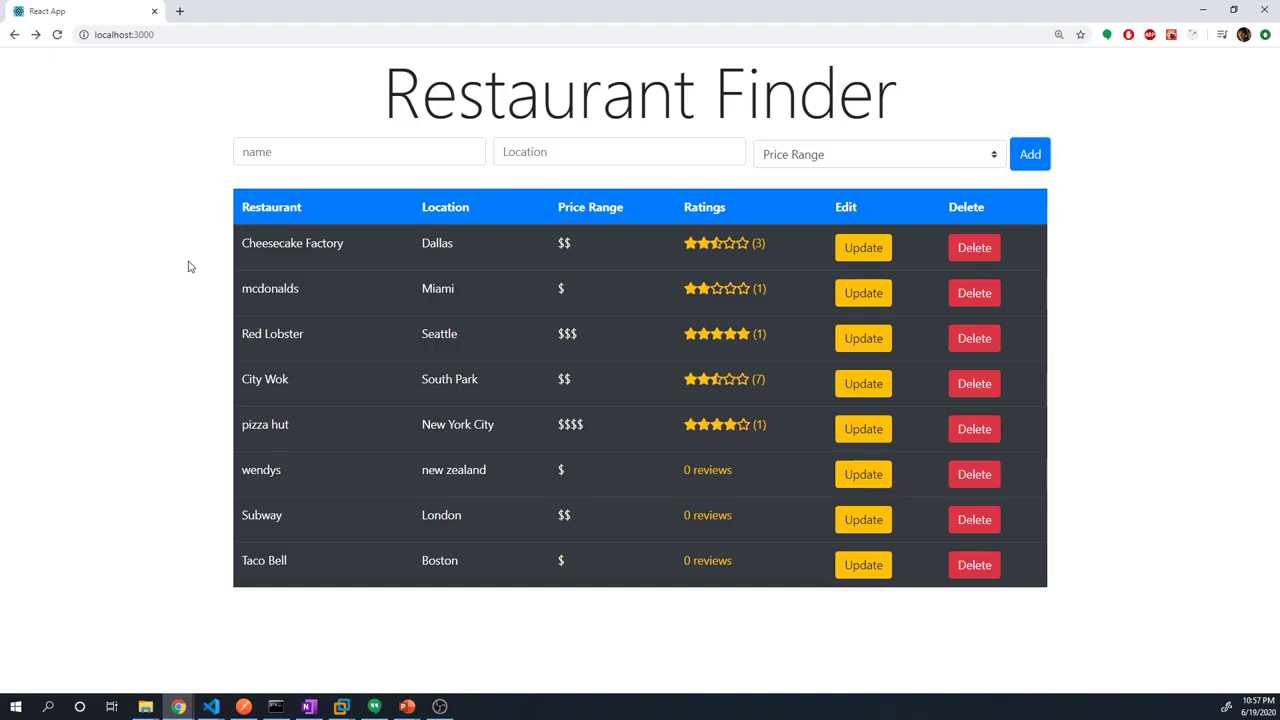 React App
localhost:3000
Restaurant Finder
name Location Price Range Add
Restaurant Location Price Range Ratings Edit Delete
Cheesecake Factory Dallas $$ (3) Update Delete
mcdonalds Miami $ (1) Update Delete
Red Lobster Seattle $$$ (1) Update Delete
City Wok South Park $$ (7) Update Delete
pizza hut New York City $$$$ (1) Update Delete
wendys new zealand $ 0 reviews Update Delete
Subway London $$ 0 reviews Update Delete
Taco Bell Boston $ 0 reviews Update Delete
10:57 PM
6/19/2020